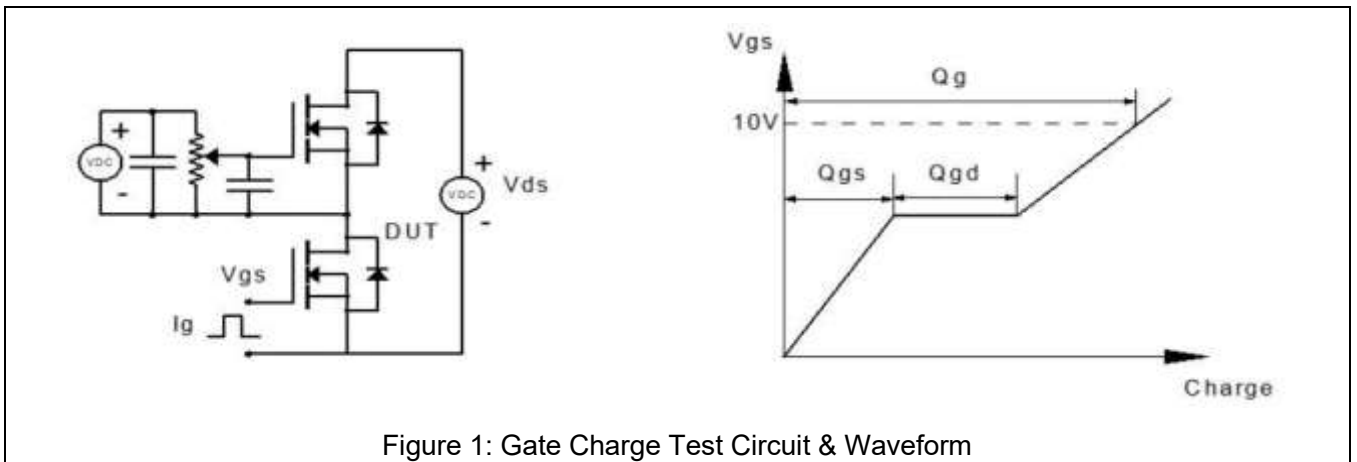 VDC
+
-
Vgs
Ig
DUT
VDC
+
Vds
-
Vgs
Qg
10V
Qgs
Qgd
Charge
Figure 1: Gate Charge Test Circuit & Waveform